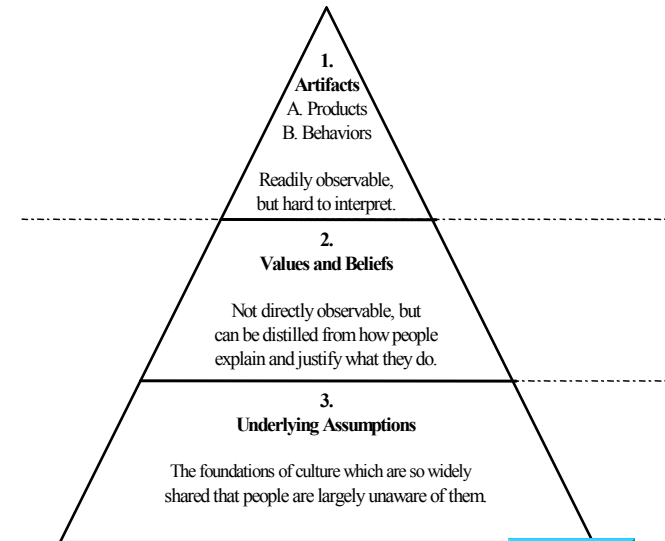 1.
Artifacts
A. Products
B. Behaviors
Readily observable,
but hard to interpret.
2.
Values and Beliefs
Not directly observable, but
can be distilled from how people
explain and justify what they do.
3.
Underlying Assumptions
The foundations of culture which are so widely
shared that people are largely unaware of them.